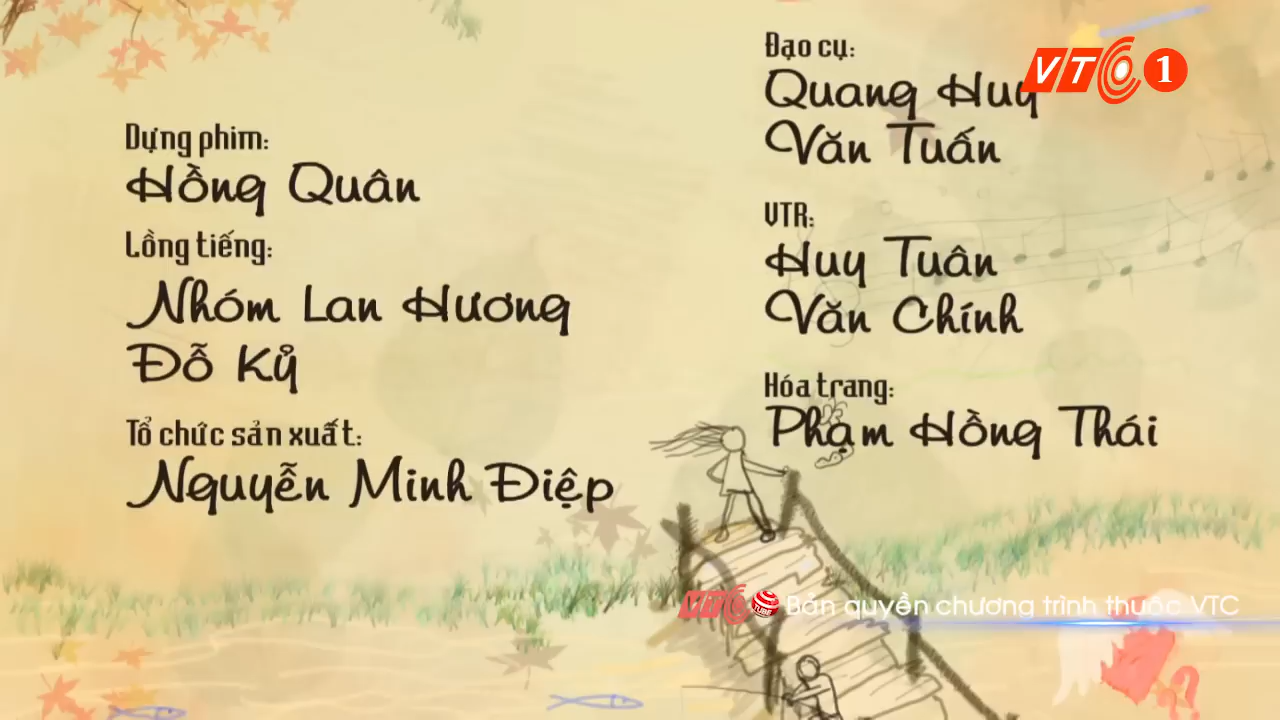 Dựng phim:
Hồng Quân
Lồng tiếng:
Nhóm Lan Hương
Đỗ Kỷ
Tổ chức sản xuất:
Nguyễn Minh Điệp
Đạo cụ:
Quang Huy
Văn Tuấn
VTR:
Huy Tuân
Văn Chính
Hóa trang:
Phạm Hồng Thái
VTC 1
VTC TUBE Bản quyền chương trình thuộc VTC